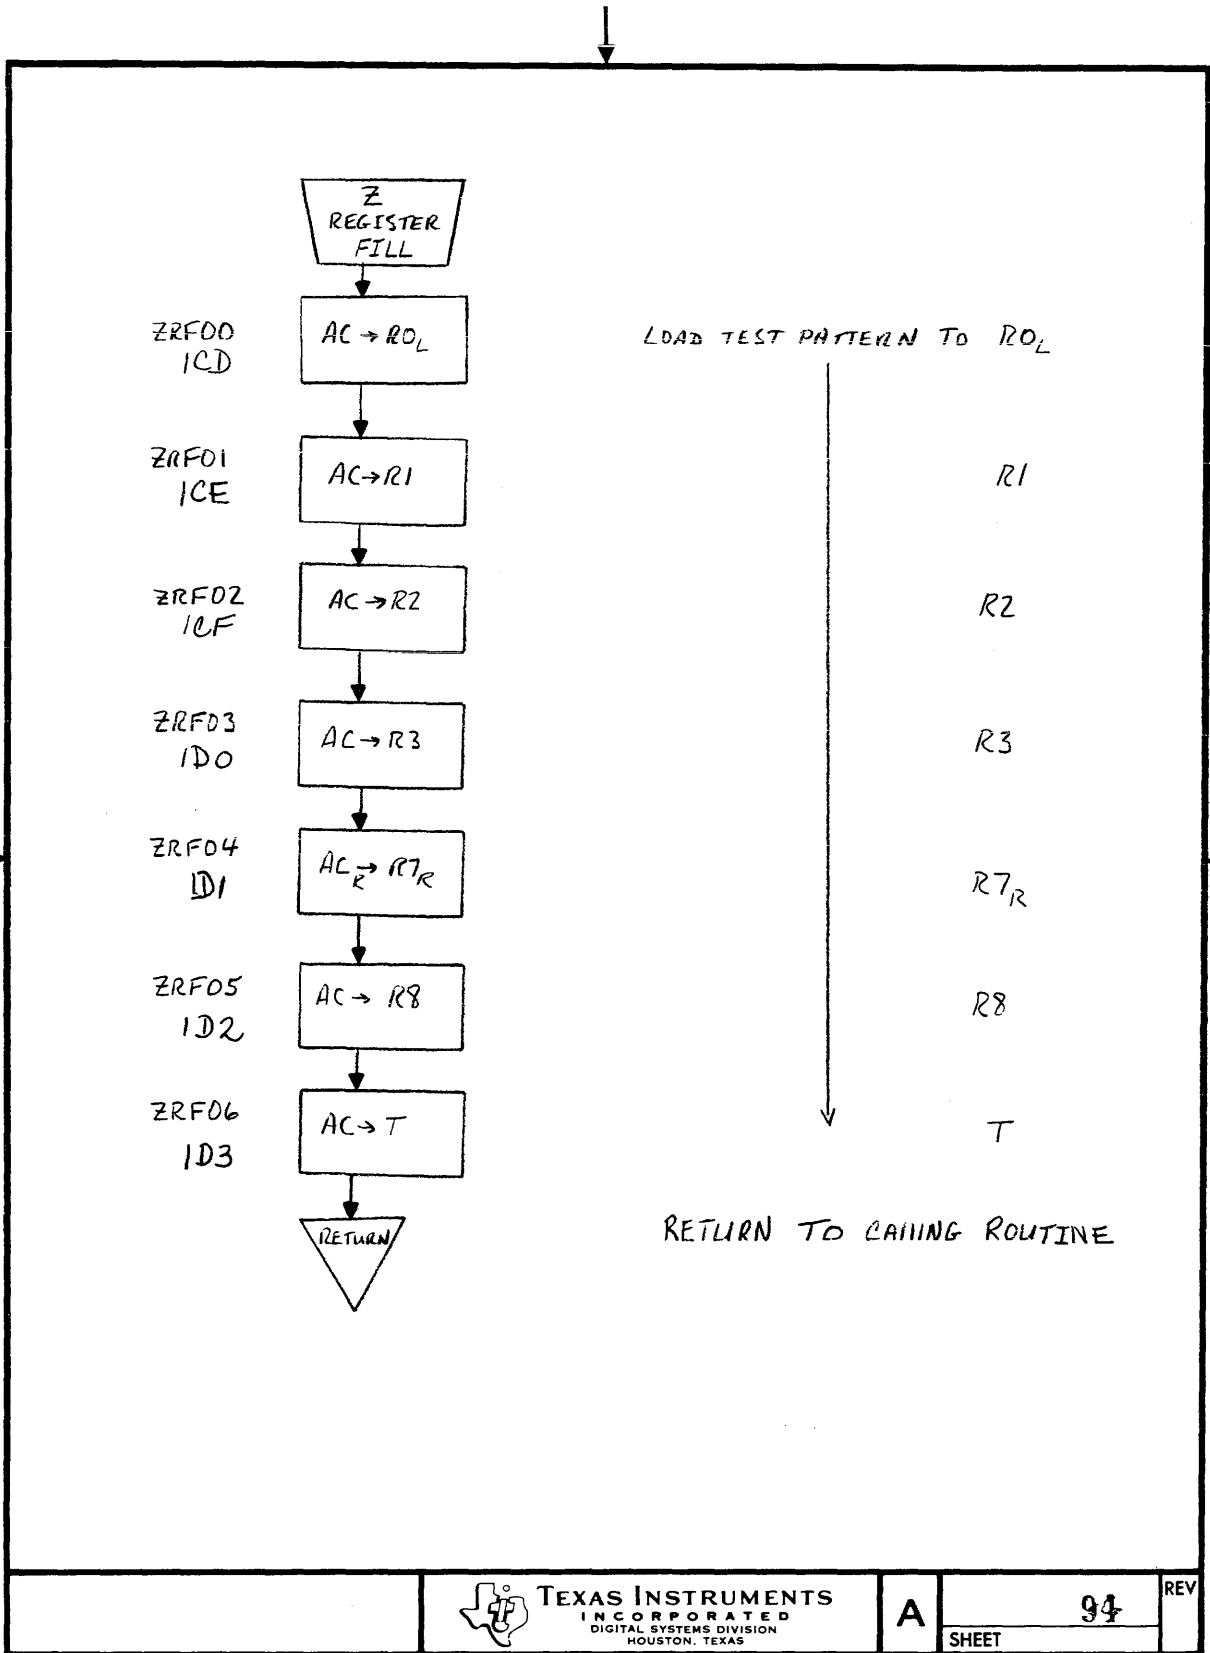 Z
REGISTER
FILL
ZRF00
1CD
AC → R0L
LOAD TEST PATTERN TO R0L
ZRF01
1CE
AC → R1
R1
ZRF02
1CF
AC → R2
R2
ZRF03
1D0
AC → R3
R3
ZRF04
1D1
ACR → R7R
R7R
ZRF05
1D2
AC → R8
R8
ZRF06
1D3
AC → T
T
RETURN
RETURN TO CALLING ROUTINE
TEXAS INSTRUMENTS
INCORPORATED
DIGITAL SYSTEMS DIVISION
HOUSTON, TEXAS
A
SHEET
REV